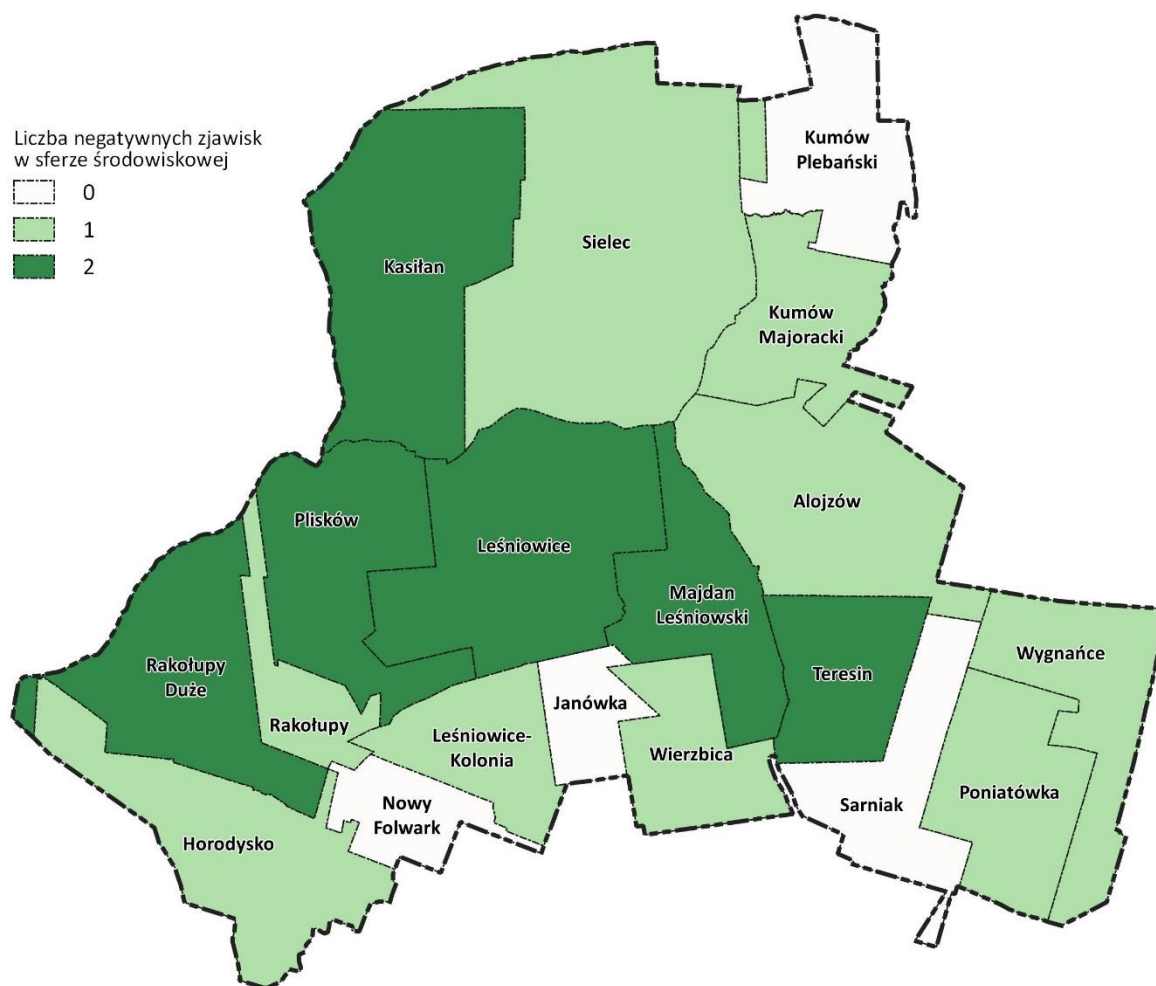 Liczba negatywnych zjawisk
w sferze środowiskowej
0
1
2
Kumów
Plebański
Sielec
Kasiłan
Kumów
Majoracki
Alojzów
Plisków
Leśniowice
Majdan
Leśniowski
Rakołupy
Duże
Teresin
Wygnańce
Rakołupy
Janówka
Leśniowice-
Kolonia
Wierzbica
Poniatówka
Sarniak
Nowy
Folwark
Horodysko